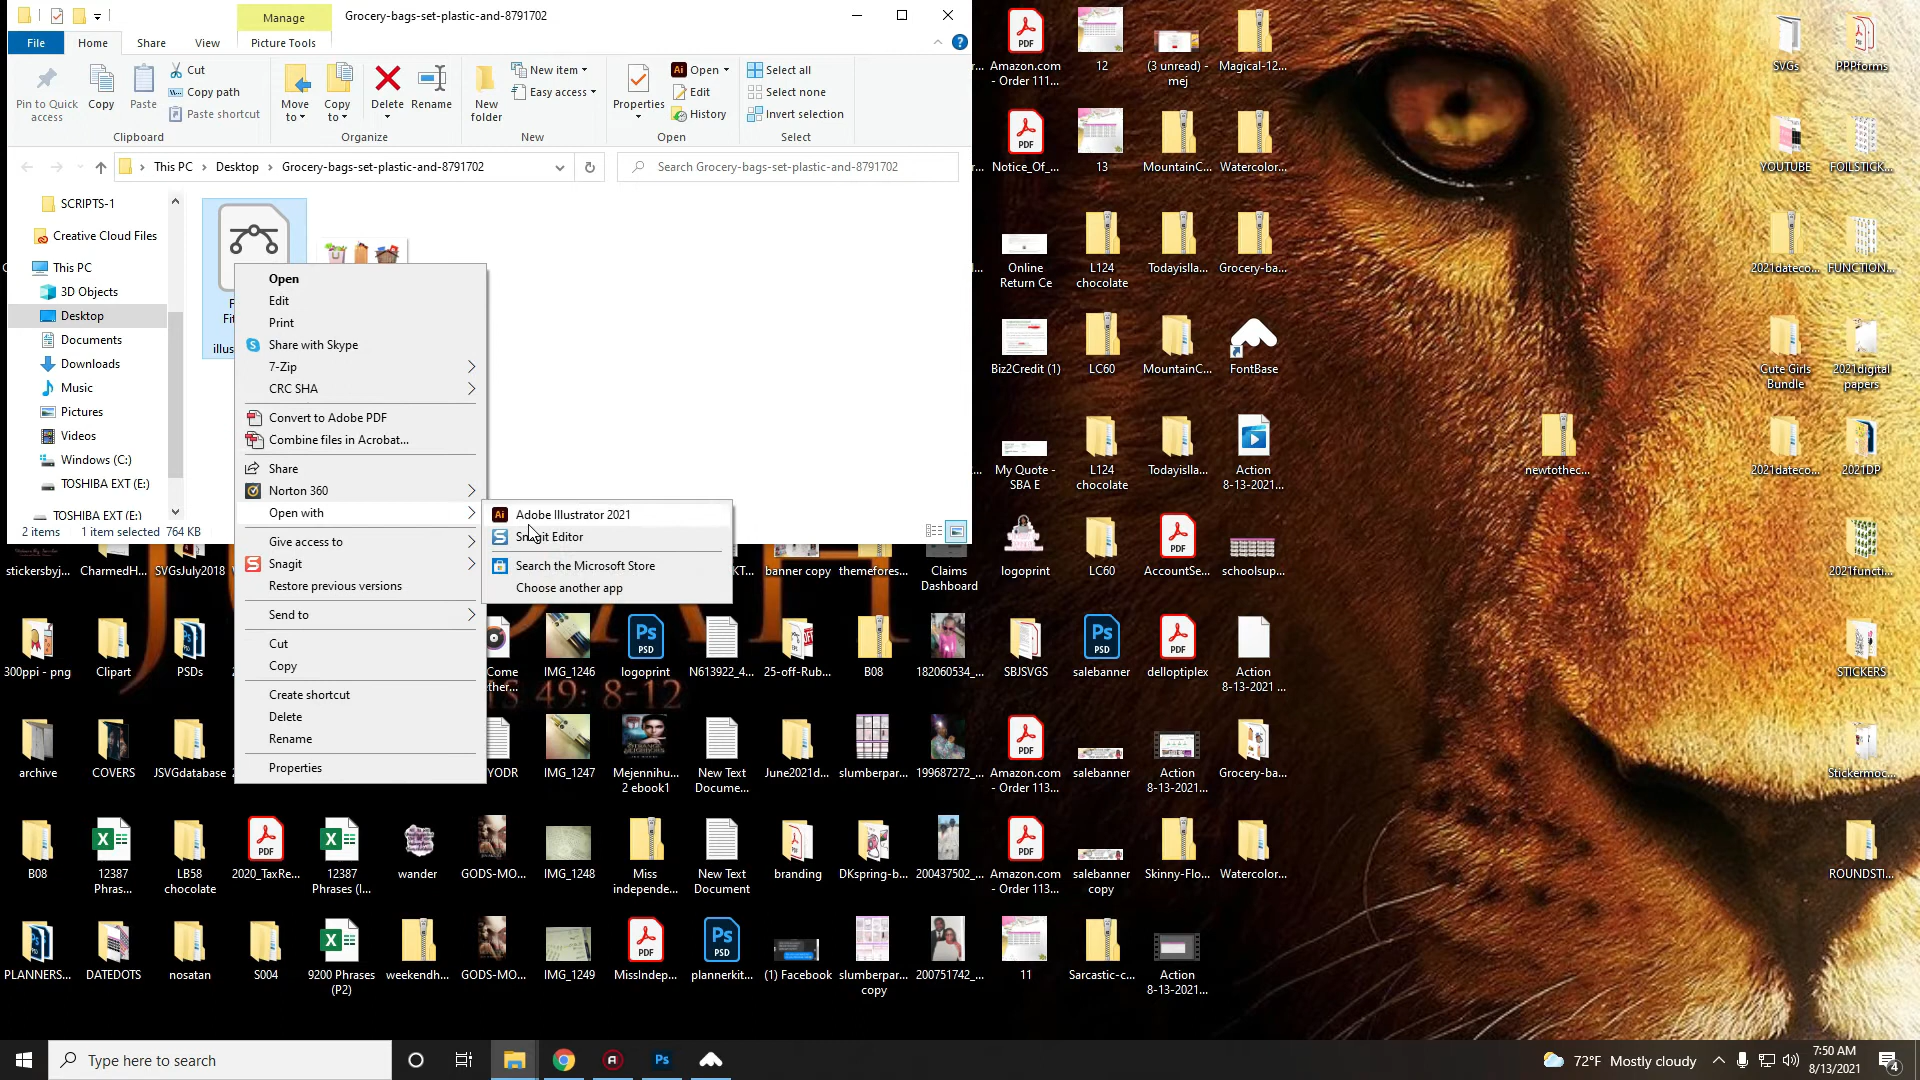 Manage
Grocery-bags-set-plastic-and-8791702
File
Home
Share
View
Picture Tools
Pin to Quick access
Copy
Paste
Cut
Copy path
Paste shortcut
Clipboard
Move to
Copy to
Delete
Rename
Organize
New folder
New item
Easy access
New
Properties
Open
Edit
History
Open
Select all
Select none
Invert selection
Select
This PC
Desktop
Grocery-bags-set-plastic-and-8791702
Search Grocery-bags-set-plastic-and-8791702
SCRIPTS-1
Creative Cloud Files
This PC
3D Objects
Desktop
Documents
Downloads
Music
Pictures
Videos
Windows (C:)
TOSHIBA EXT (E:)
TOSHIBA EXT (E:)
2 items
1 item selected
764 KB
Open
Edit
Print
Share with Skype
7-Zip
CRC SHA
Convert to Adobe PDF
Combine files in Acrobat...
Share
Norton 360
Open with
Give access to
Snagit
Restore previous versions
Send to
Cut
Copy
Create shortcut
Delete
Rename
Properties
Adobe Illustrator 2021
Snagit Editor
Search the Microsoft Store
Choose another app
Amazon.com - Order 111...
12
(3 unread) - mej
Magical-12...
SVGs
PPPforms
Notice_Of_...
13
MountainC...
Watercolor...
YOUTUBE
FOILSTICK...
Online Return Ce
L124 chocolate
Todayislla...
Grocery-ba...
2021dateco...
FUNCTION...
Biz2Credit (1)
LC60
MountainC...
FontBase
Cute Girls Bundle
2021digital papers
My Quote - SBA E
L124 chocolate
Todayislla...
Action 8-13-2021...
newtothec...
2021dateco...
2021DP
stickersbyj...
CharmedH...
SVGsJuly2018
banner copy
themefores...
Claims Dashboard
logoprint
LC60
AccountSe...
schoolsup...
2021functi...
300ppi - png
Clipart
PSDs
IMG_1246
logoprint
N613922_4...
25-off-Rub...
B08
182060534_...
SBJSVGS
salebanner
delloptiplex
Action 8-13-2021 ...
STICKERS
49: 8-12
archive
COVERS
JSVGdatabase
IMG_1247
Mejennihu... 2 ebook1
New Text Docume...
June2021d...
slumberpar...
199687272_...
Amazon.com - Order 113...
salebanner
Action 8-13-2021...
Grocery-ba...
Stickermoc...
B08
12387 Phras...
LB58 chocolate
2020_TaxRe...
12387 Phrases (I...
wander
GODS-MO...
IMG_1248
Miss independe...
New Text Document
branding
DKspring-b...
200437502_...
Amazon.com - Order 113...
salebanner copy
Skinny-Flo...
Watercolor...
ROUNDSTI...
PLANNERS...
DATEDOTS
nosatan
S004
9200 Phrases (P2)
weekendh...
GODS-MO...
IMG_1249
MissIndep...
plannerkit...
(1) Facebook
slumberpar... copy
200751742_...
11
Sarcastic-c...
Action 8-13-2021...
Type here to search
72°F Mostly cloudy
7:50 AM
8/13/2021
4